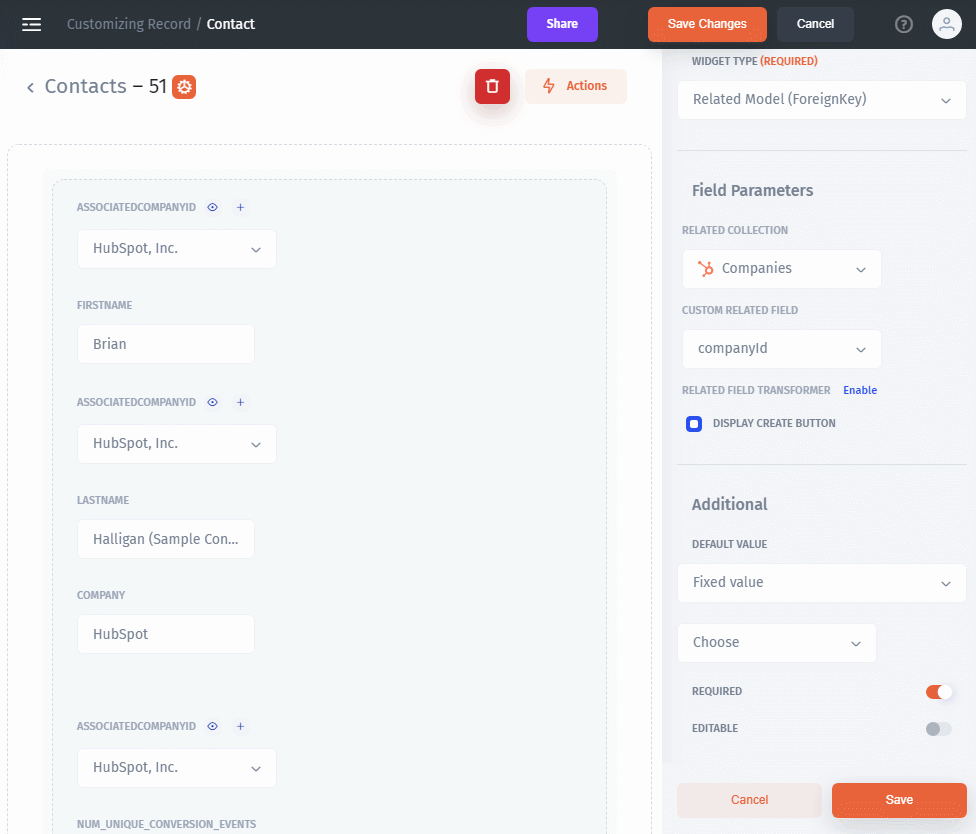 Customizing Record / Contact
Share
Save Changes
Cancel
Contacts – 51
Actions
ASSOCIATEDCOMPANYID
HubSpot, Inc.
FIRSTNAME
Brian
ASSOCIATEDCOMPANYID
HubSpot, Inc.
LASTNAME
Halligan (Sample Con...
COMPANY
HubSpot
ASSOCIATEDCOMPANYID
HubSpot, Inc.
NUM_UNIQUE_CONVERSION_EVENTS
WIDGET TYPE (REQUIRED)
Related Model (ForeignKey)
Field Parameters
RELATED COLLECTION
Companies
CUSTOM RELATED FIELD
companyId
RELATED FIELD TRANSFORMER Enable
DISPLAY CREATE BUTTON
Additional
DEFAULT VALUE
Fixed value
Choose
REQUIRED
EDITABLE
Cancel
Save